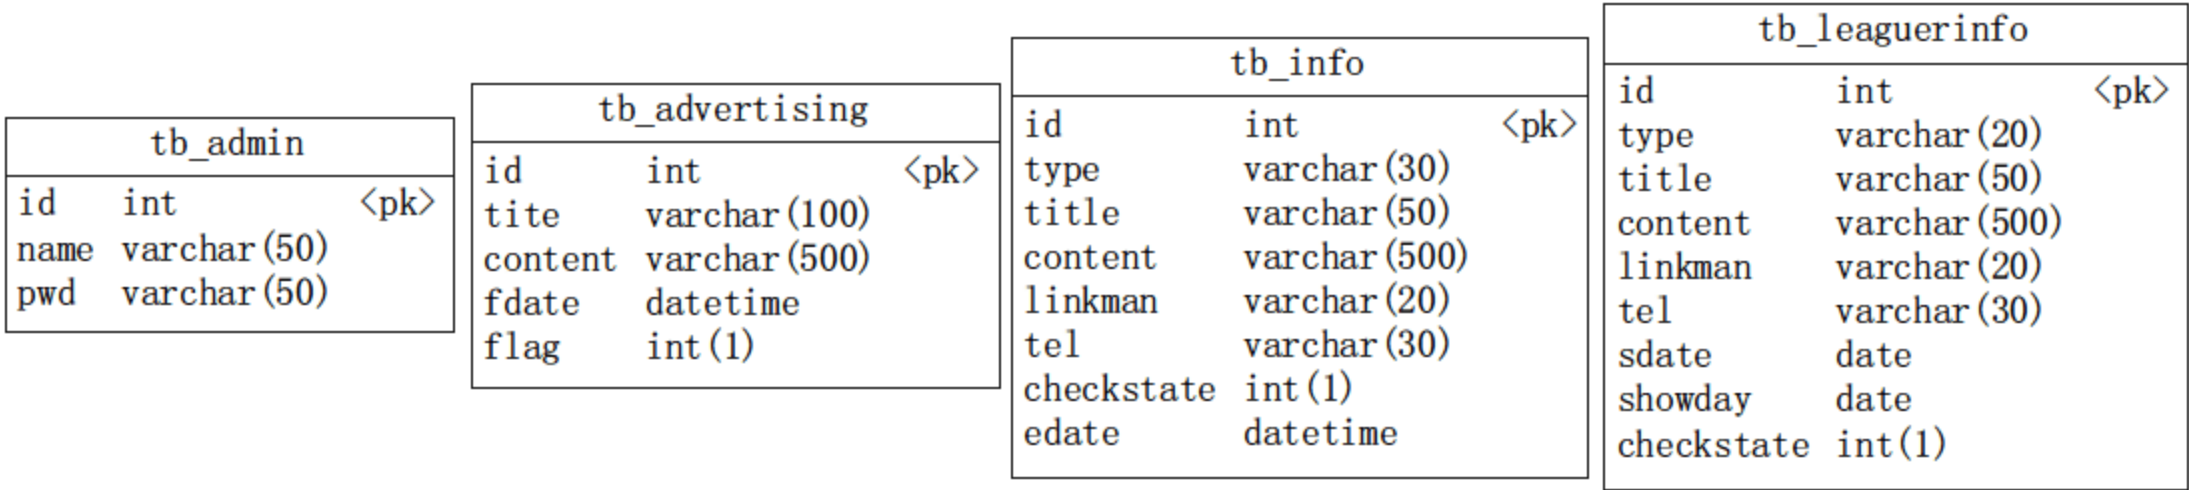 tb_admin
id int <pk>
name varchar(50)
pwd varchar(50)
tb_advertising
id int <pk>
tite varchar(100)
content varchar(500)
fdate datetime
flag int(1)
tb_info
id int <pk>
type varchar(30)
title varchar(50)
content varchar(500)
linkman varchar(20)
tel varchar(30)
checkstate int(1)
edate datetime
tb_leaguerinfo
id int <pk>
type varchar(20)
title varchar(50)
content varchar(500)
linkman varchar(20)
tel varchar(30)
sdate date
showday date
checkstate int(1)